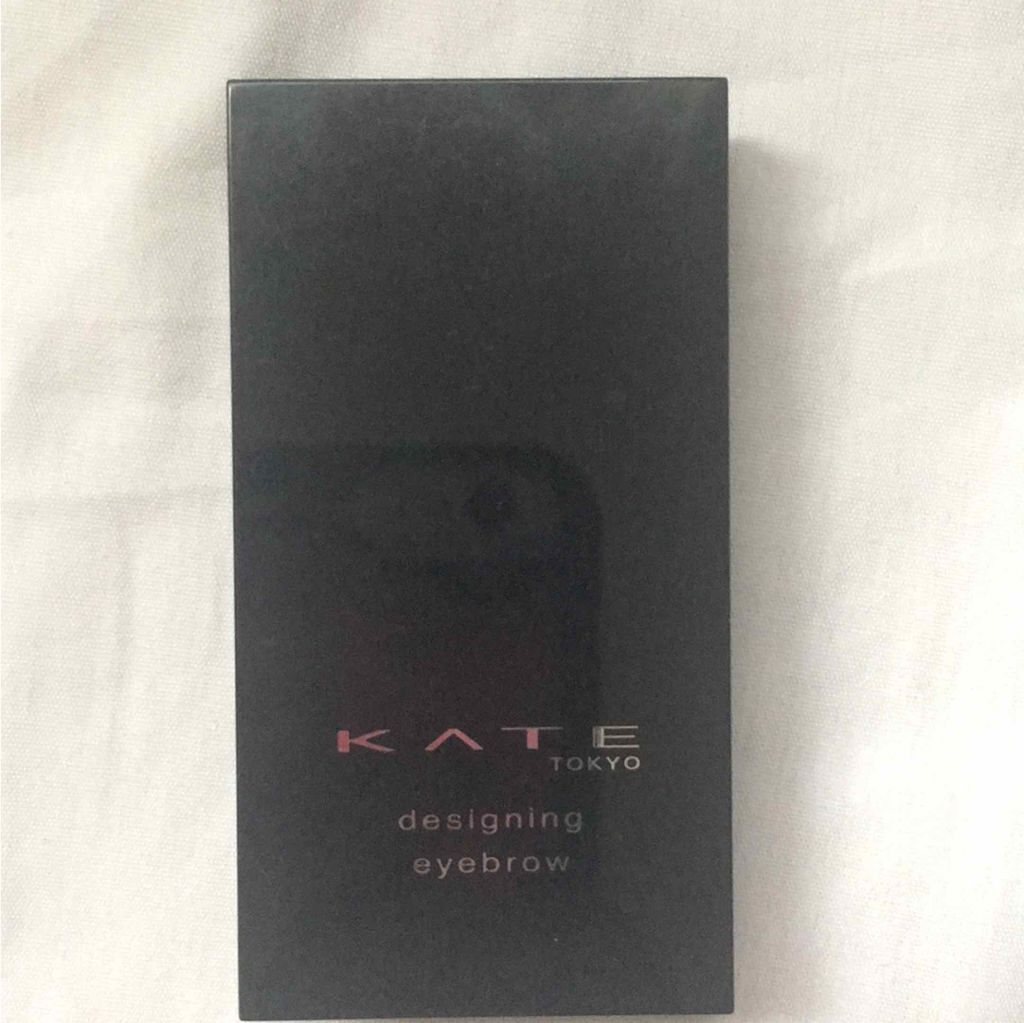 KATE
TOKYO
designing
eyebrow